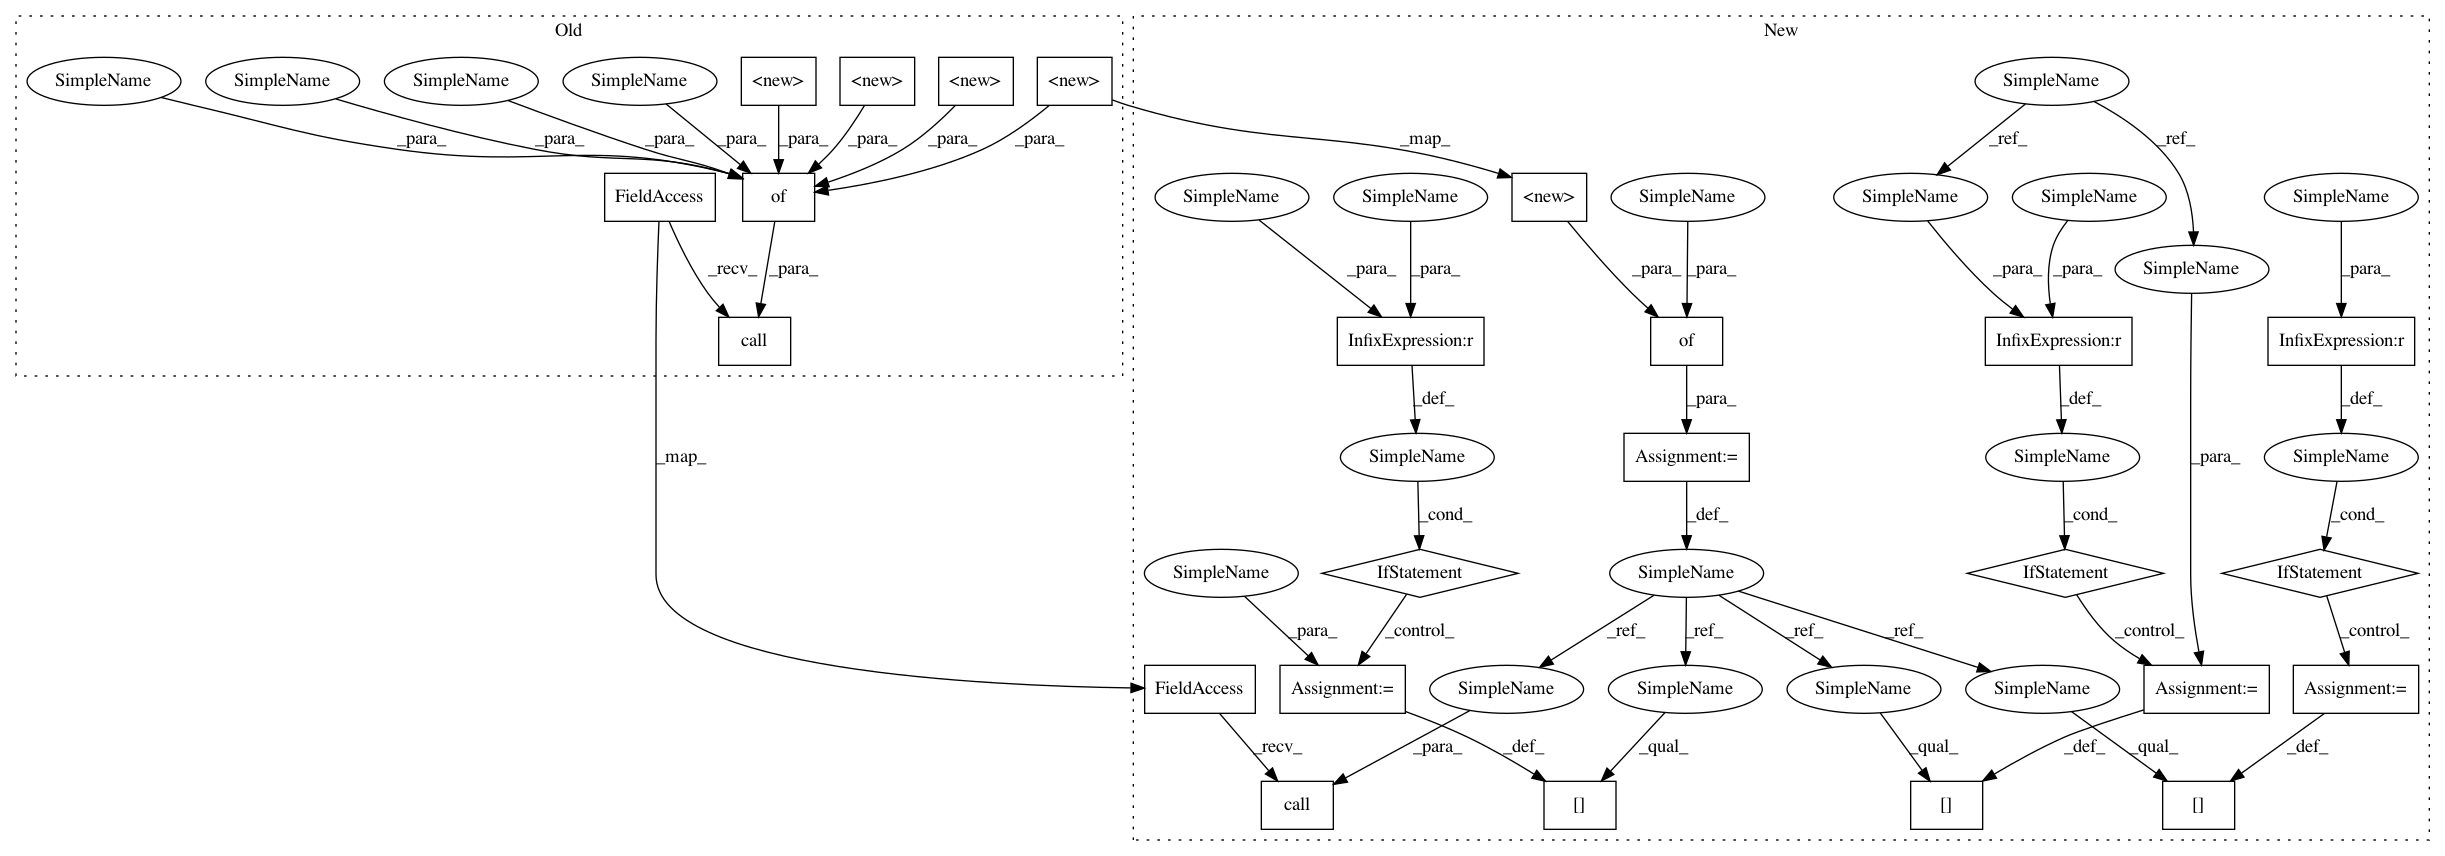 Old
New
SimpleName
SimpleName
SimpleName
SimpleName
<new>
<new>
<new>
<new>
SimpleName
_para_
_para_
_para_
_para_
_para_
_para_
_para_
_para_
_map_
_ref_
_ref_
FieldAccess
of
SimpleName
SimpleName
<new>
SimpleName
SimpleName
SimpleName
SimpleName
_recv_
_para_
_para_
_para_
_para_
_para_
_para_
_para_
SimpleName
_para_
call
InfixExpression:r
of
InfixExpression:r
InfixExpression:r
_def_
_para_
_def_
_def_
_map_
SimpleName
Assignment:=
SimpleName
_para_
SimpleName
_cond_
_def_
_cond_
_cond_
SimpleName
IfStatement
SimpleName
IfStatement
IfStatement
_para_
_control_
_ref_
_ref_
_ref_
_ref_
_control_
_control_
FieldAccess
Assignment:=
SimpleName
SimpleName
SimpleName
SimpleName
Assignment:=
Assignment:=
_recv_
_para_
_def_
_qual_
_qual_
_def_
_qual_
_def_
call
[]
[]
[]